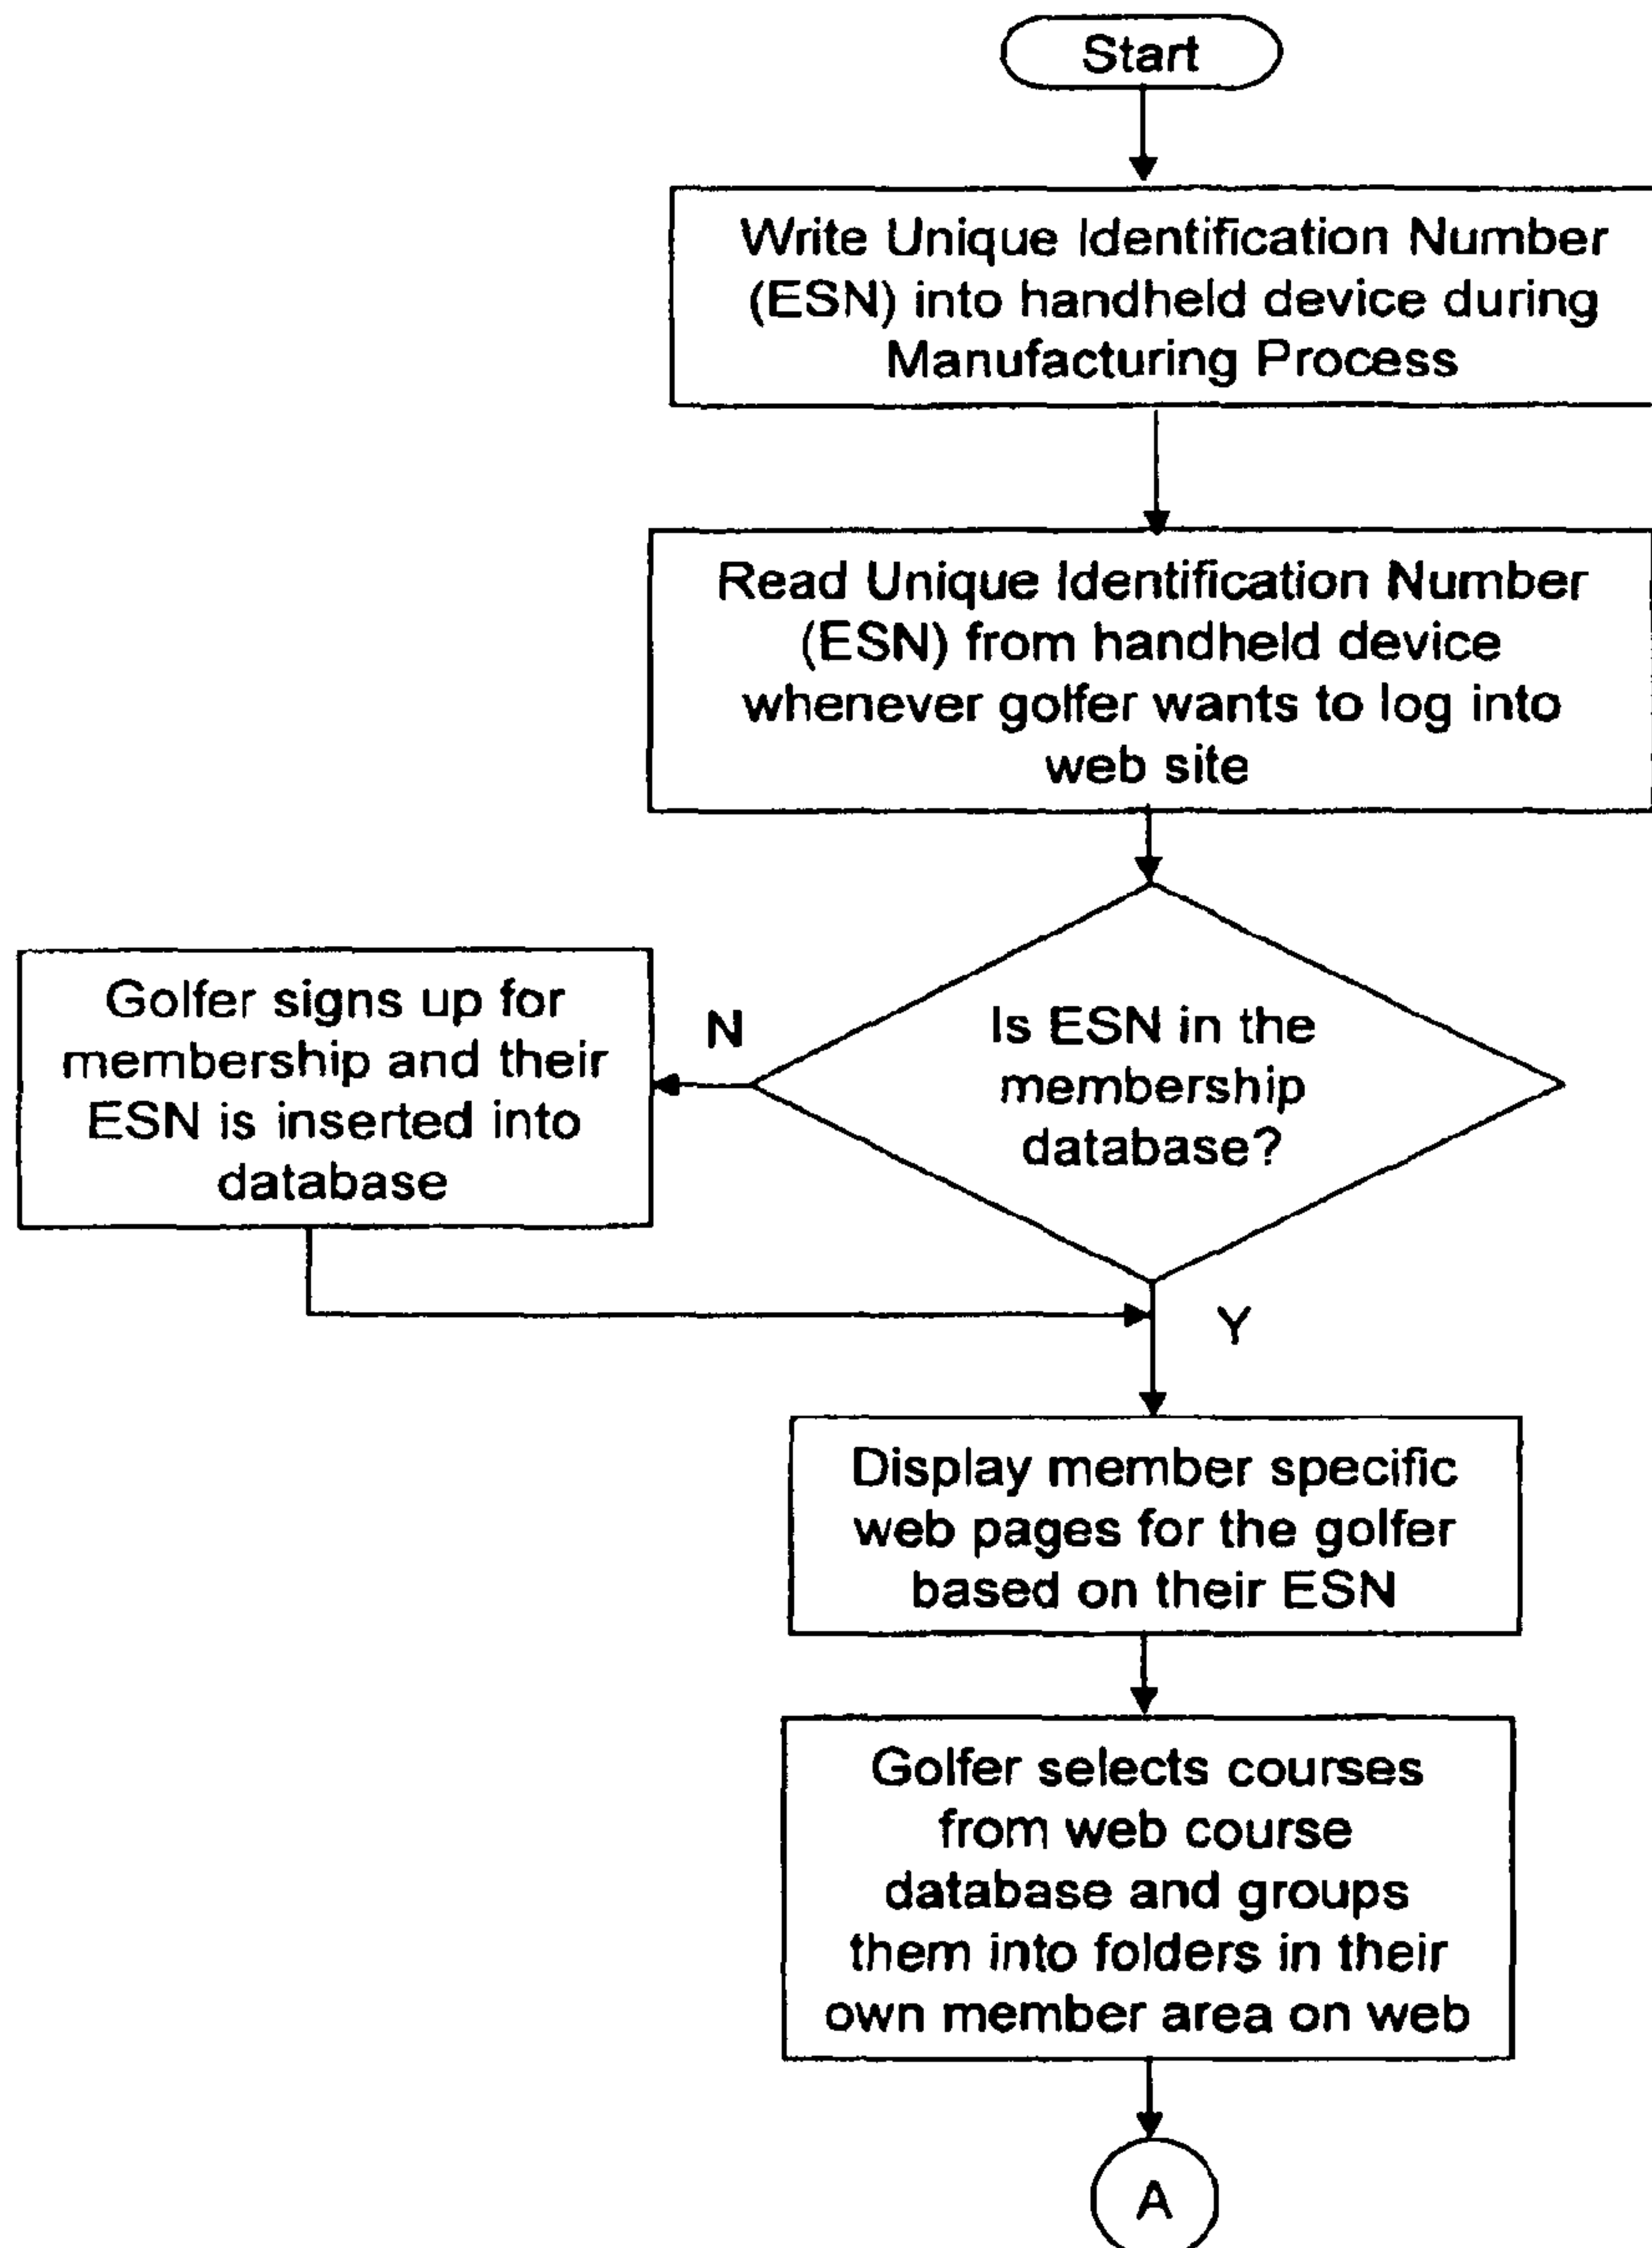 Start
Write Unique Identification Number
(ESN) into handheld device during
Manufacturing Process
Read Unique Identification Number
(ESN) from handheld device
whenever golfer wants to log into
web site
Golfer signs up for
membership and their
ESN is inserted into
database
N
Is ESN in the
membership
database?
Y
Display member specific
web pages for the golfer
based on their ESN
Golfer selects courses
from web course
database and groups
them into folders in their
own member area on web
A